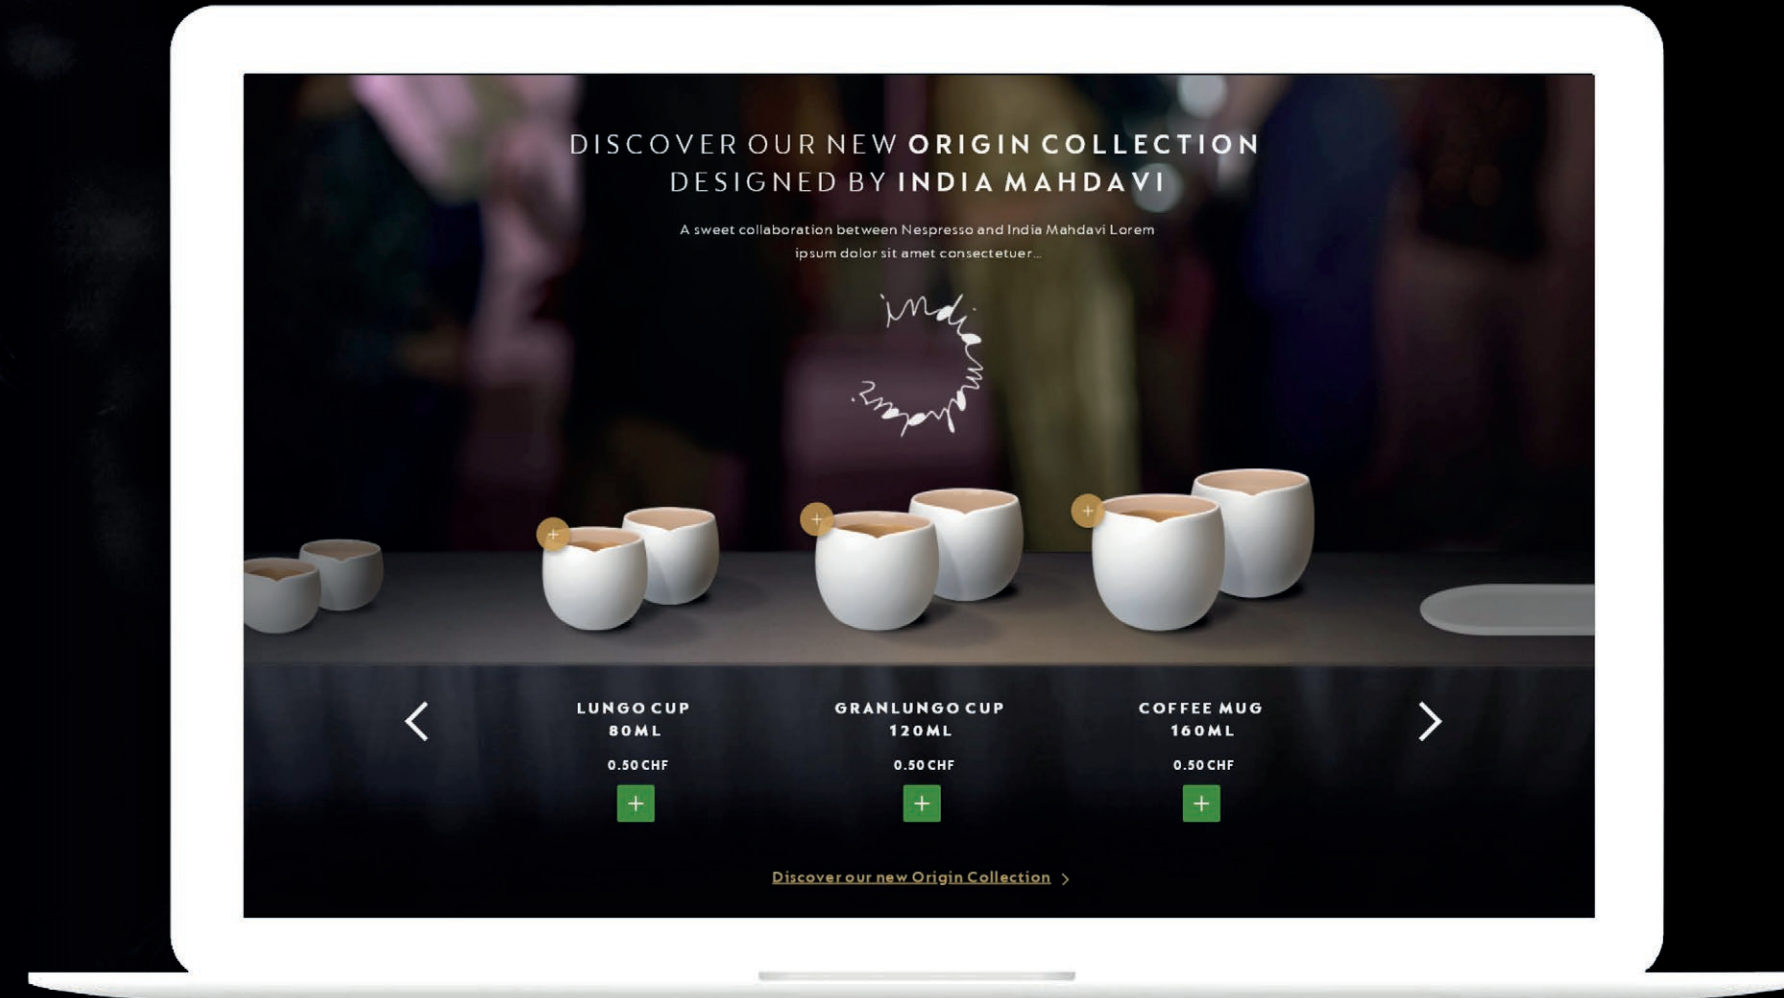 DISCOVER OUR NEW ORIGIN COLLECTION
DESIGNED BY INDIA MAHDAVI
A sweet collaboration between Nespresso and India Mahdavi Lorem
ipsum dolor sit amet consectetuer...
india mahdavi.
LUNGO CUP
80ML
0.50 CHF
+
GRANLUNGO CUP
120ML
0.50 CHF
+
COFFEE MUG
160ML
0.50 CHF
+
Discover our new Origin Collection >